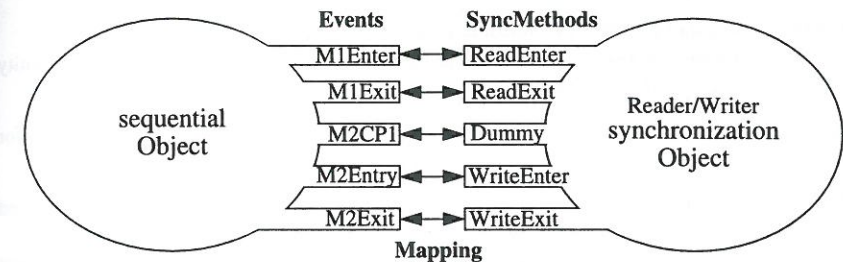 Events SyncMethods
M1Enter ReadEnter
M1Exit ReadExit
sequential
Object
M2CP1 Dummy
Reader/Writer
synchronization
Object
M2Entry WriteEnter
M2Exit WriteExit
Mapping